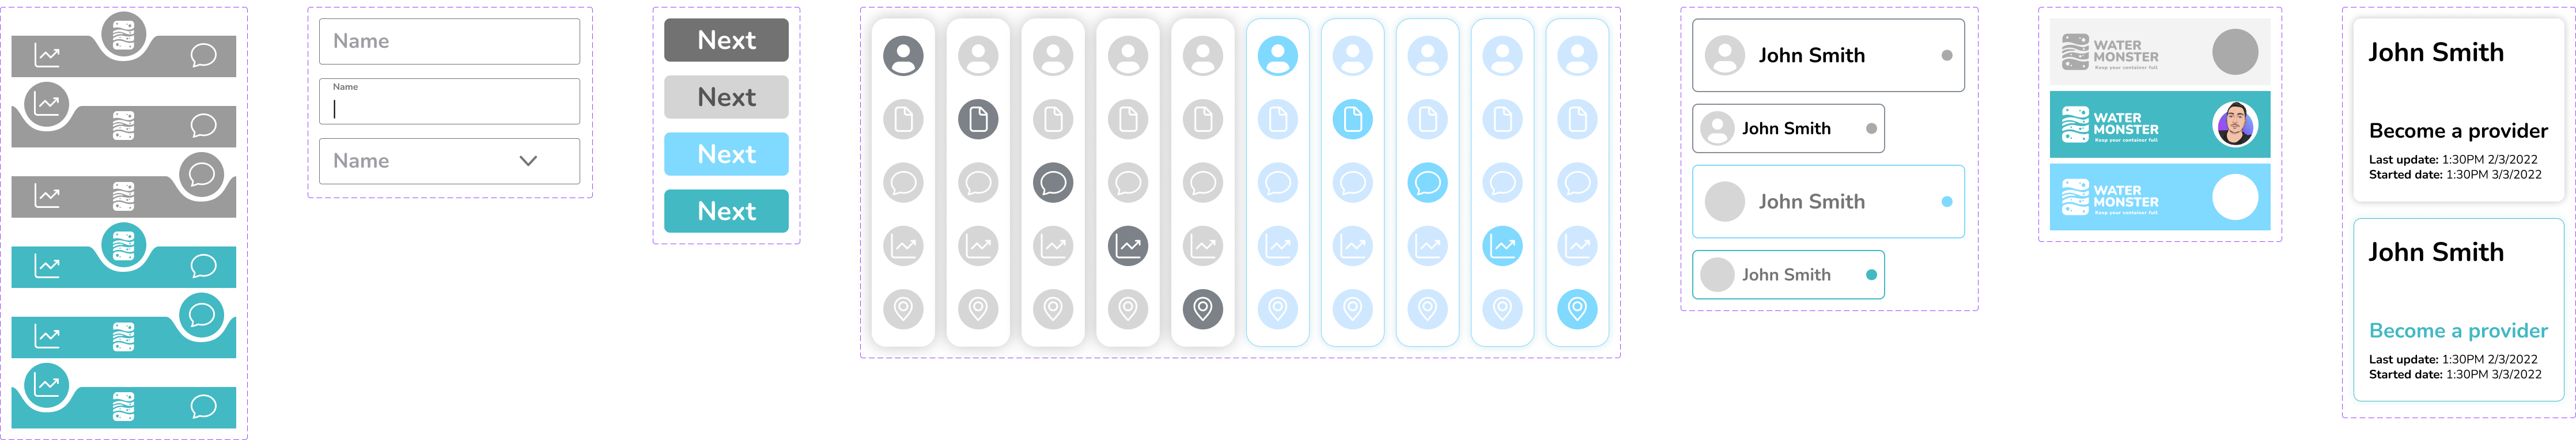 Name
Name
Name
Next
Next
Next
Next
John Smith
John Smith
John Smith
John Smith
WATER
MONSTER
Keep your container full
WATER
MONSTER
Keep your container full
WATER
MONSTER
Keep your container full
John Smith
Become a provider
Last update: 1:30PM 2/3/2022
Started date: 1:30PM 3/3/2022
John Smith
Become a provider
Last update: 1:30PM 2/3/2022
Started date: 1:30PM 3/3/2022